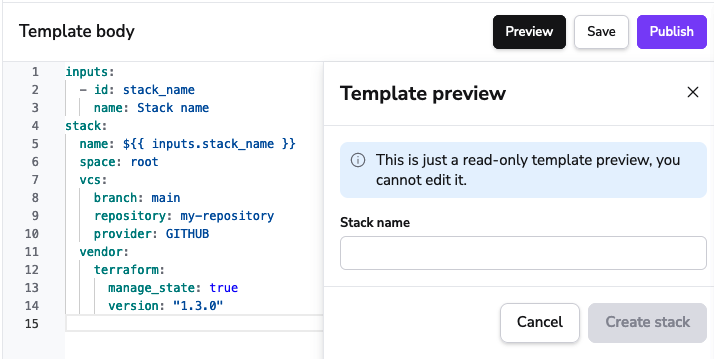 Template body
Preview
Save
Publish
1 inputs:
2   - id: stack_name
3     name: Stack name
4 stack:
5   name: ${{ inputs.stack_name }}
6   space: root
7   vcs:
8     branch: main
9     repository: my-repository
10     provider: GITHUB
11   vendor:
12     terraform:
13       manage_state: true
14       version: "1.3.0"
15
Template preview
This is just a read-only template preview, you
cannot edit it.
Stack name
Cancel
Create stack